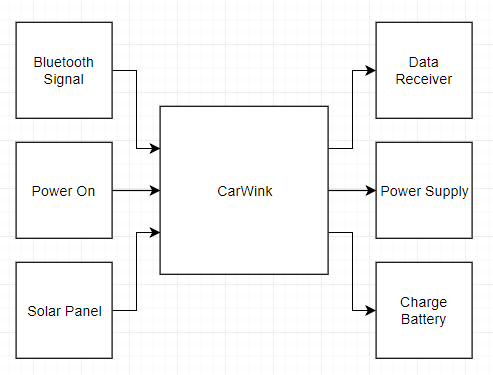 Bluetooth
Signal
Data
Receiver
Power On
CarWink
Power Supply
Solar Panel
Charge
Battery